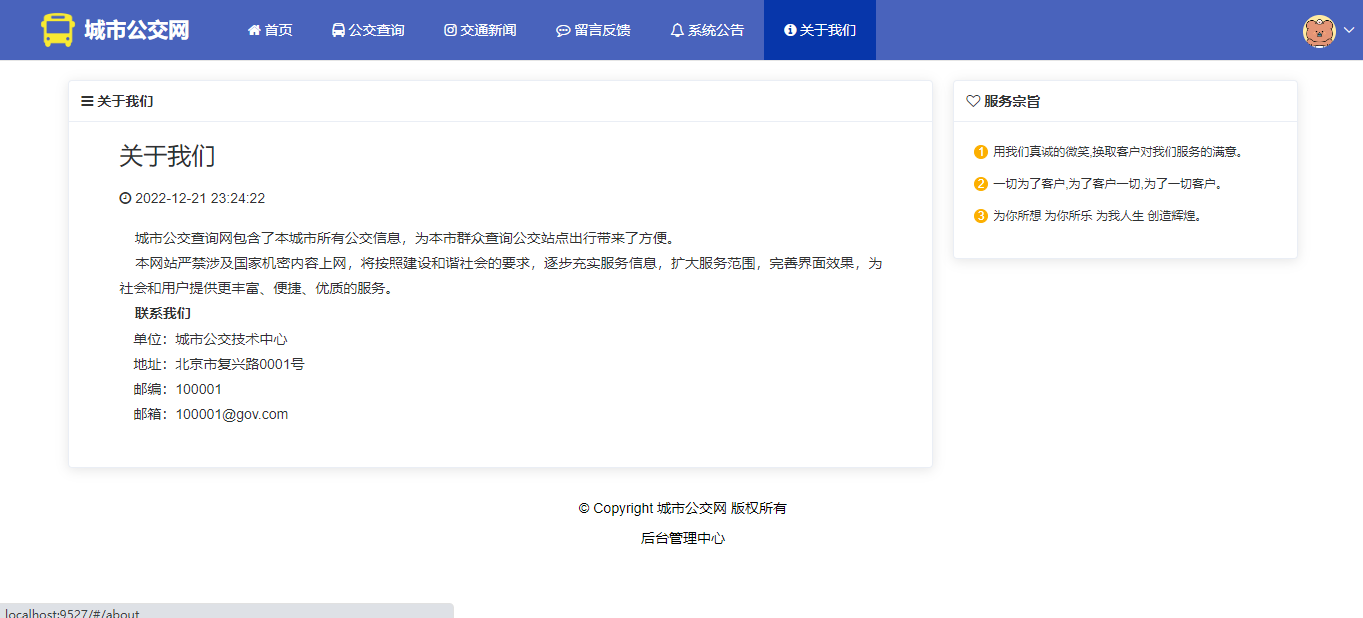 城市公交网
首页 公交查询 交通新闻 留言反馈 系统公告 关于我们
关于我们
关于我们
2022-12-21 23:24:22
城市公交查询网包含了本城市所有公交信息，为本市群众查询公交站点出行带来了方便。
本网站严禁涉及国家机密内容上网，将按照建设和谐社会的要求，逐步充实服务信息，扩大服务范围，完善界面效果，为
社会和用户提供更丰富、便捷、优质的服务。
联系我们
单位：城市公交技术中心
地址：北京市复兴路0001号
邮编：100001
邮箱：100001@gov.com
服务宗旨
1 用我们真诚的微笑,换取客户对我们服务的满意。
2 一切为了客户,为了客户一切,为了一切客户。
3 为你所想 为你所乐 为我人生 创造辉煌。
© Copyright 城市公交网 版权所有
后台管理中心
localhost:9527/#/about